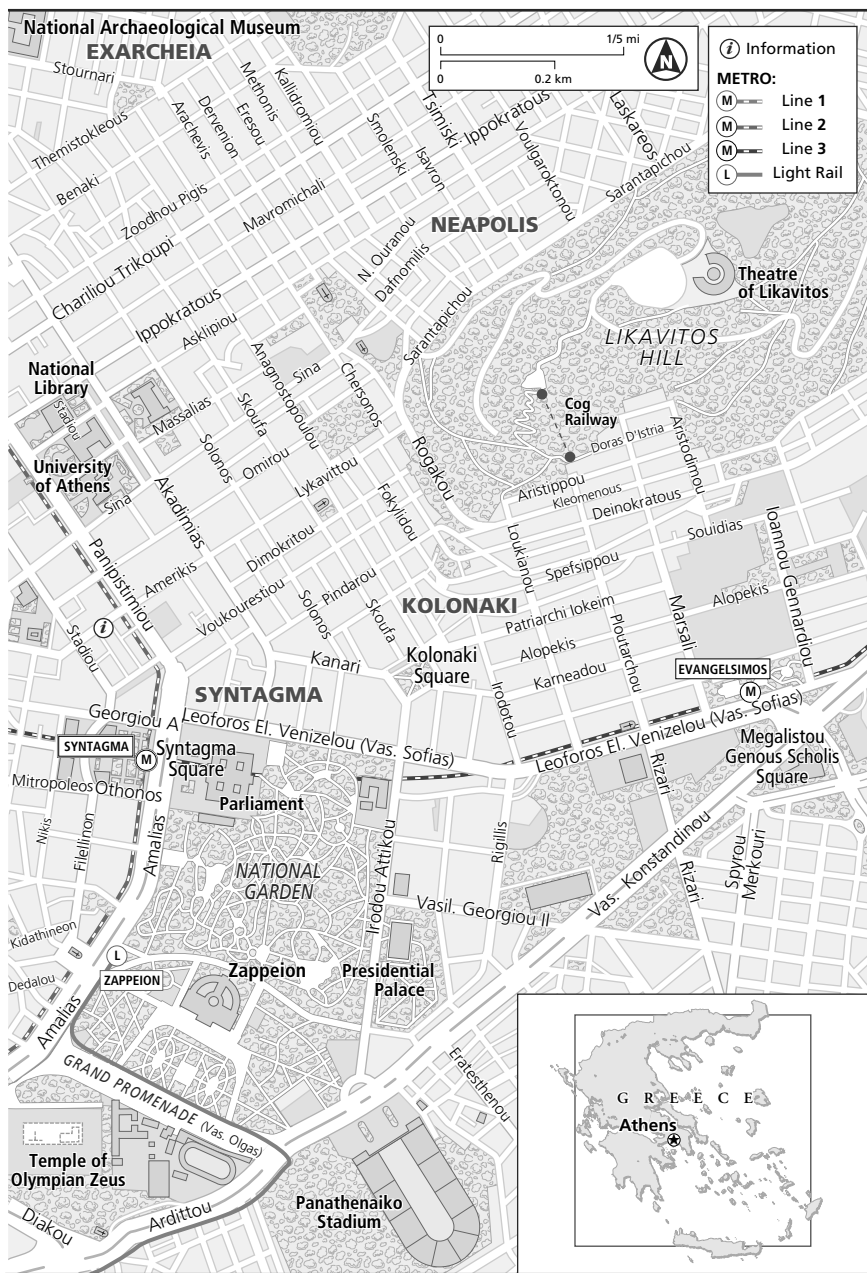 National Archaeological Museum
EXARCHEIA
0
1/5 mi
0
0.2 km
N
i Information
METRO:
M Line 1
M Line 2
M Line 3
L Light Rail
Stournari
Themistokleous
Benaki
Arachevis
Dervenion
Eresou
Methonis
Kallidromiou
Zoodhou Pigis
Mavromichali
Smolenski
Isavron
Tsimiski
Ippokratous
Voulgaroktonou
Laskareos
Sarantapichou
NEAPOLIS
N. Ouranou
Dafnomilis
Chariliou Trikoupi
Ippokratous
Asklipiou
Sarantapichou
Theatre
of Likavitos
LIKAVITOS
HILL
National
Library
Stadiou
Massalias
Sina
Anagnostopoulou
Skoufa
Solonos
Chersonos
Cog
Railway
Doras D'Istria
Aristodimou
University
of Athens
Sina
Akadimias
Omirou
Lykavittou
Fokylidou
Rogakou
Aristippou
Kleomenous
Deinokratous
Loukianou
Souidias
Ioannou Gennardiou
Panipistimiou
Amerikis
Dimokritou
Spefsippou
Voukourestiou
Pindarou
KOLONAKI
Patriarchi Iokeim
Ploutarchou
Marsali
Alopekis
i
Stadiou
Solonos
Skoufa
Kanari
Kolonaki
Square
Alopekis
Karneadou
Irodotou
EVANGELSIMOS
M
SYNTAGMA
Georgiou A
Leoforos El. Venizelou (Vas. Sofias)
Leoforos El. Venizelou (Vas. Sofias)
SYNTAGMA
M
Syntagma
Square
Megalistou
Genous Scholis
Square
Mitropoleos
Othonos
Parliament
Rizari
Nikis
Filellinon
Amalias
NATIONAL
GARDEN
Irodou Attikou
Rigillis
Vas. Konstandinou
Spyrou
Merkouri
Rizari
Vasil. Georgiou II
Kidathineon
L
Zappeion
Presidential
Palace
Dedalou
ZAPPEION
Amalias
GRAND PROMENADE (Vas. Olgas)
Eratesthenou
GREECE
Athens
Temple of
Olympian Zeus
Panathenaiko
Stadium
Ardittou
Diakou